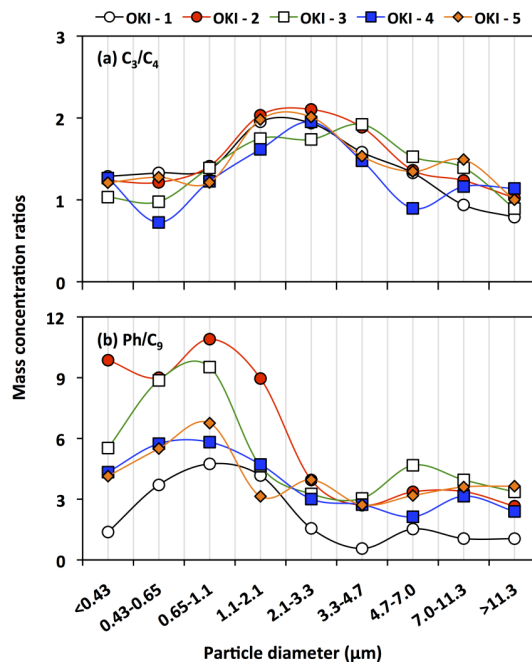 OKI - 1 OKI - 2 OKI - 3 OKI - 4 OKI - 5
3
(a) C₃/C₄
2
1
0
Mass concentration ratios
12
(b) Ph/C₉
9
6
3
0
<0.43 0.43-0.65 0.65-1.1 1.1-2.1 2.1-3.3 3.3-4.7 4.7-7.0 7.0-11.3 >11.3
Particle diameter (μm)